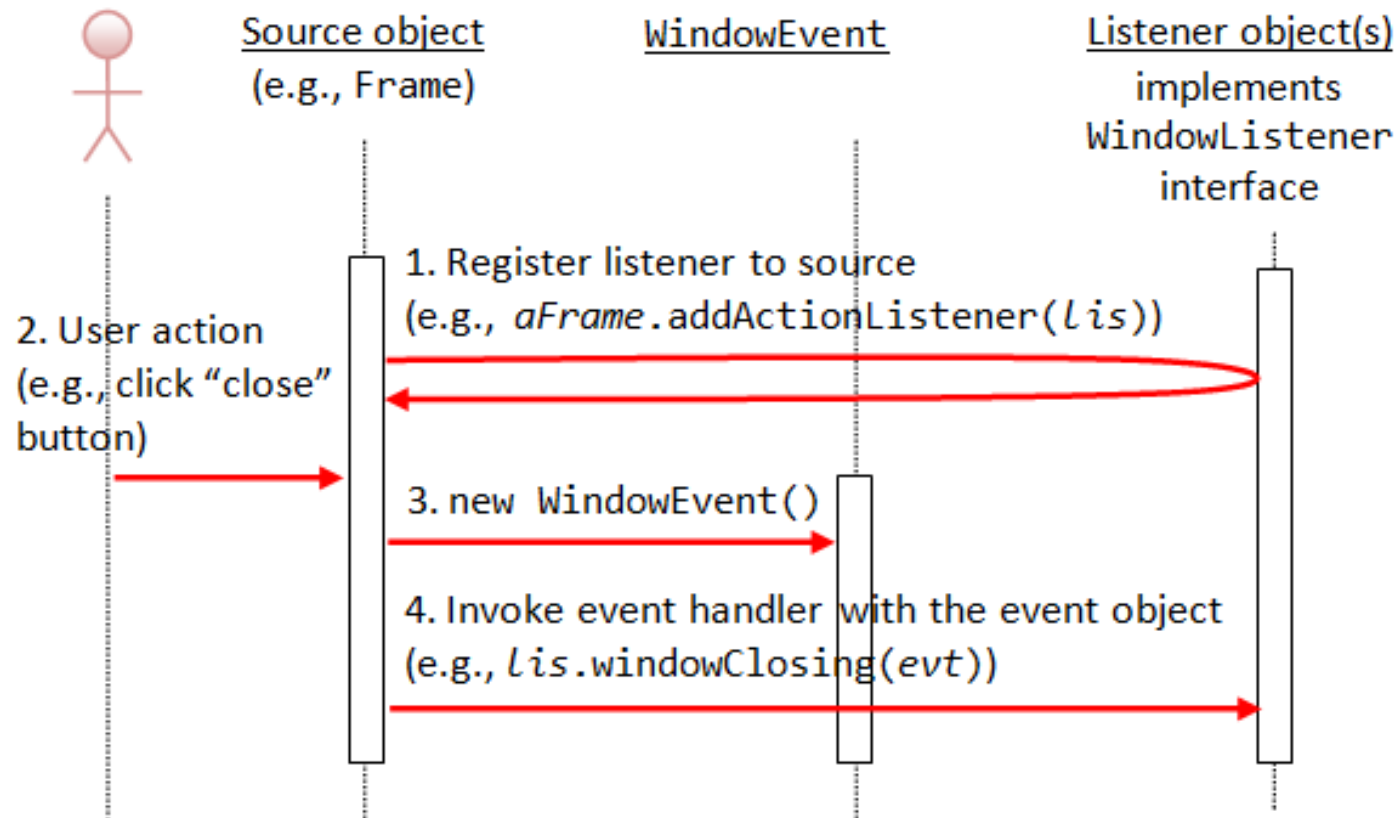 Source object
(e.g., Frame)
WindowEvent
Listener object(s)
implements
WindowListener
interface
1. Register listener to source
(e.g., aFrame.addActionListener(lis))
2. User action
(e.g., click “close”
button)
3. new WindowEvent()
4. Invoke event handler with the event object
(e.g., lis.windowClosing(evt))